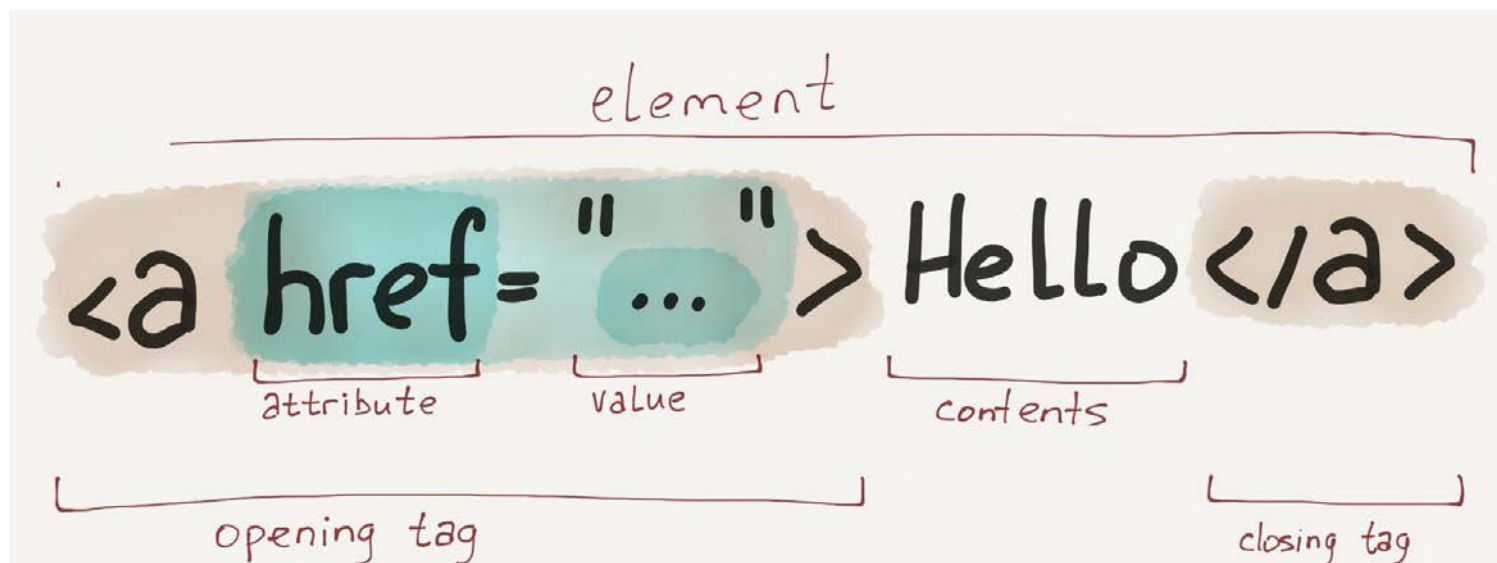 element
<a href= "..."> Hello</a>
attribute value contents
opening tag closing tag